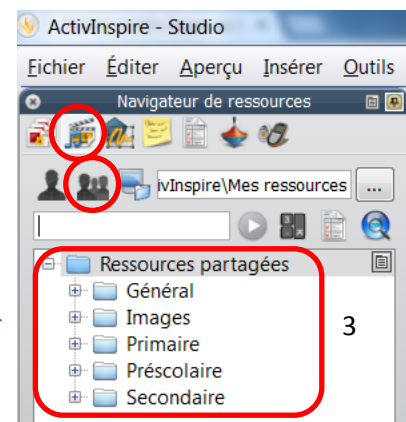 ActivInspire - Studio
Fichier Éditer Aperçu Insérer Outils
Navigateur de ressources
ivInspire\Mes ressources ...
Ressources partagées
Général
Images
Primaire
Préscolaire
Secondaire
3